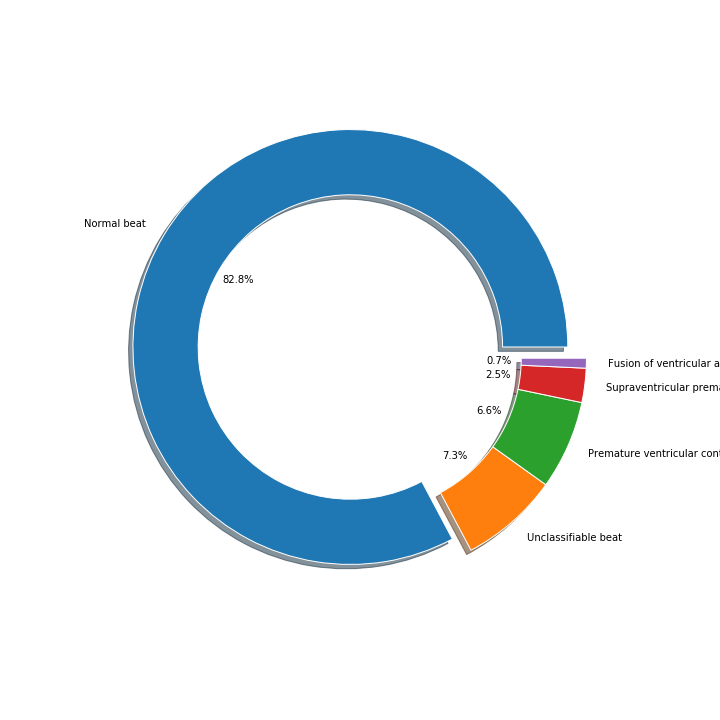 Normal beat
82.8%
0.7%
Fusion of ventricular a
2.5%
Supraventricular prema
6.6%
Premature ventricular cont
7.3%
Unclassifiable beat